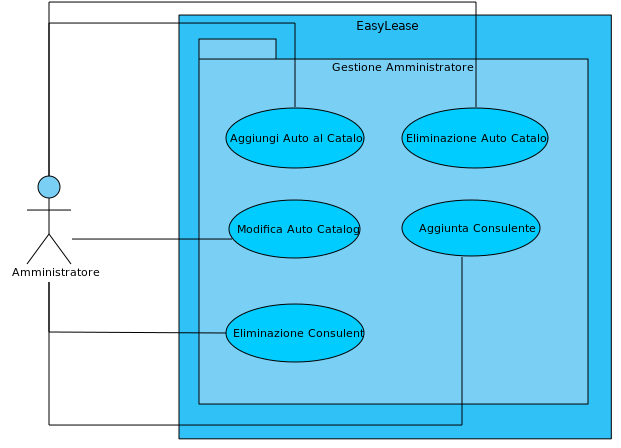 EasyLease
Gestione Amministratore
Aggiungi Auto al Catalo
Eliminazione Auto Catalo
Modifica Auto Catalog
Aggiunta Consulente
Amministratore
Eliminazione Consulent